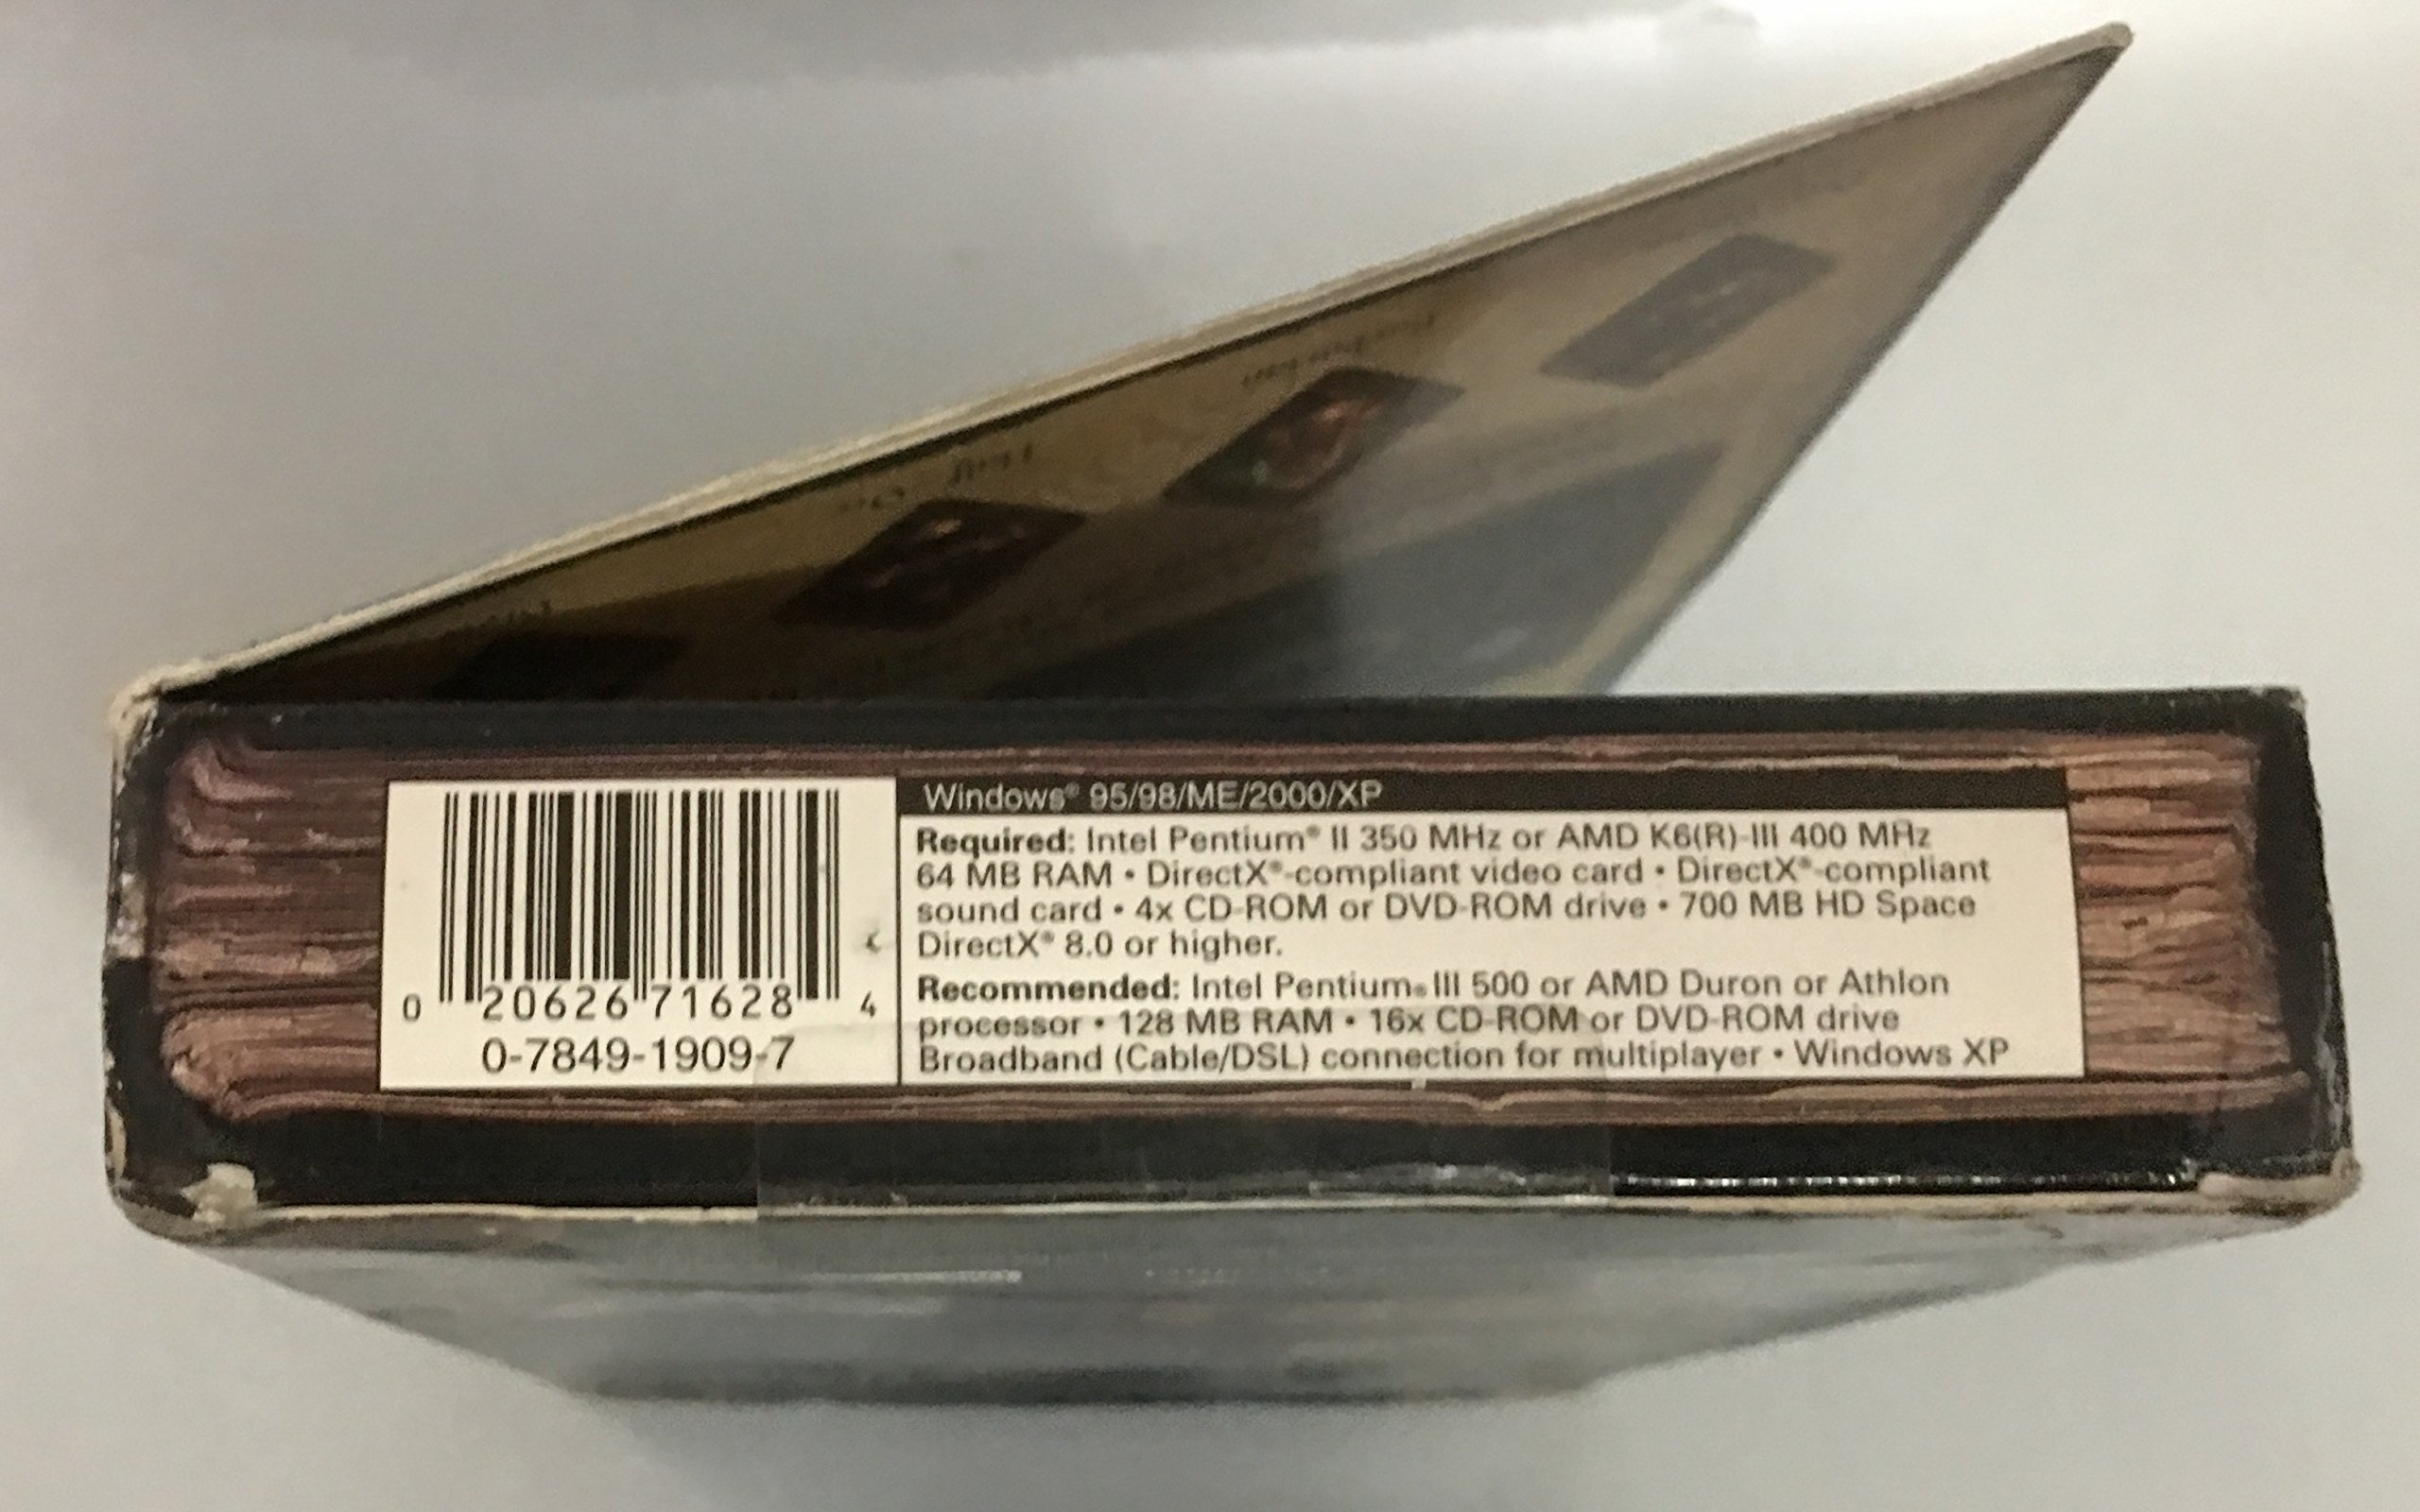 Windows® 95/98/ME/2000/XP
Required: Intel Pentium® II 350 MHz or AMD K6(R)-III 400 MHz
64 MB RAM • DirectX®-compliant video card • DirectX®-compliant
sound card • 4x CD-ROM or DVD-ROM drive • 700 MB HD Space
DirectX® 8.0 or higher.
Recommended: Intel Pentium® III 500 or AMD Duron or Athlon
processor • 128 MB RAM • 16x CD-ROM or DVD-ROM drive
Broadband (Cable/DSL) connection for multiplayer • Windows XP
0 20626 71628 4
0-7849-1909-7